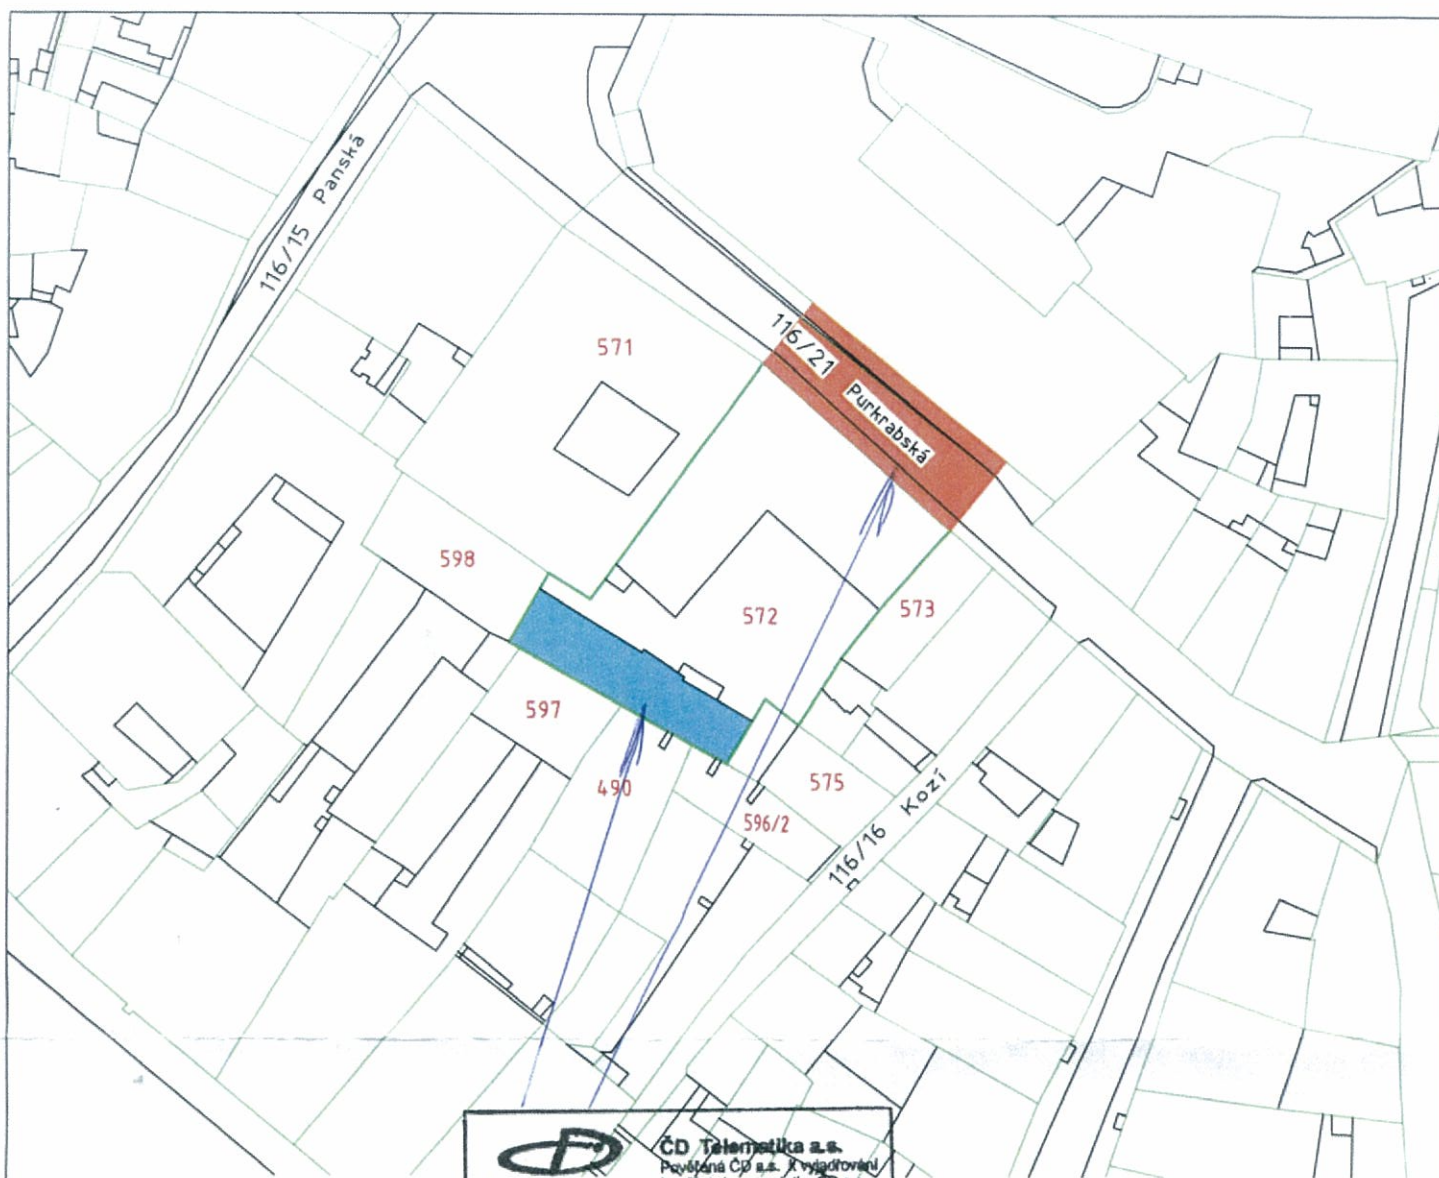 116/15 Panská
571
116/21
Purkrabská
598
572
573
597
490
575
596/2
116/16 Kozí
ČD Telematika a.s.
Pověřená ČD a.s. k vyjadřování